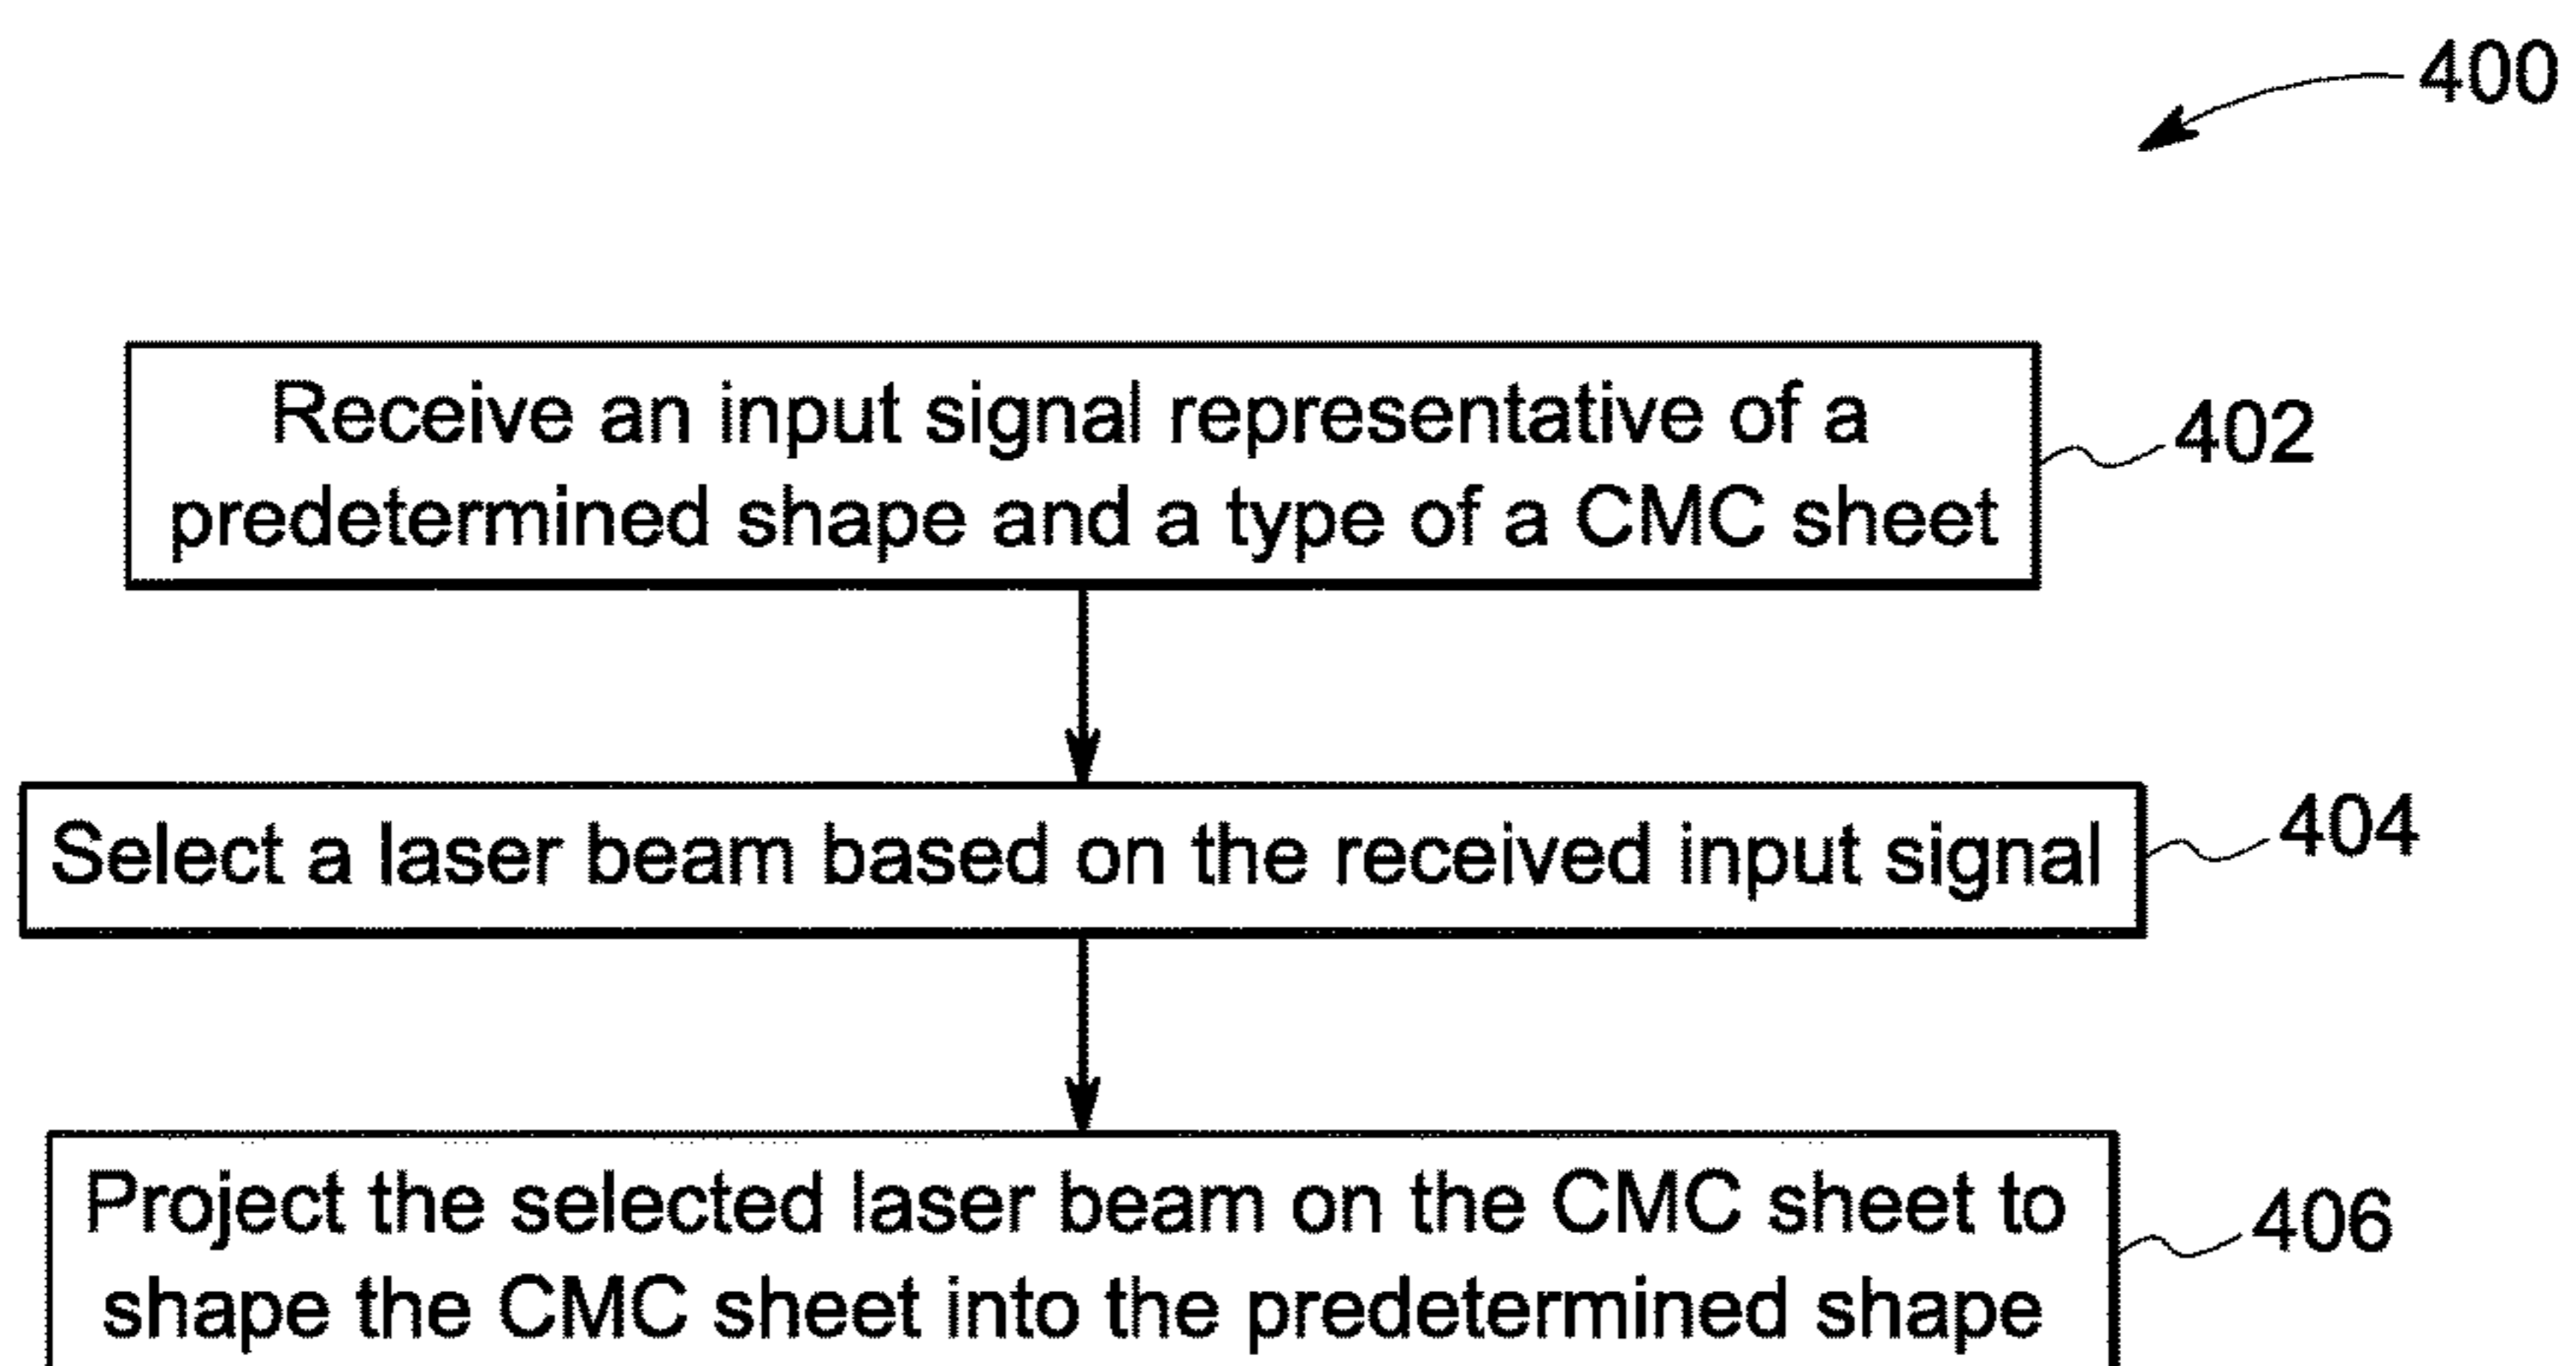 400
Receive an input signal representative of a
predetermined shape and a type of a CMC sheet
402
Select a laser beam based on the received input signal
404
Project the selected laser beam on the CMC sheet to
shape the CMC sheet into the predetermined shape
406